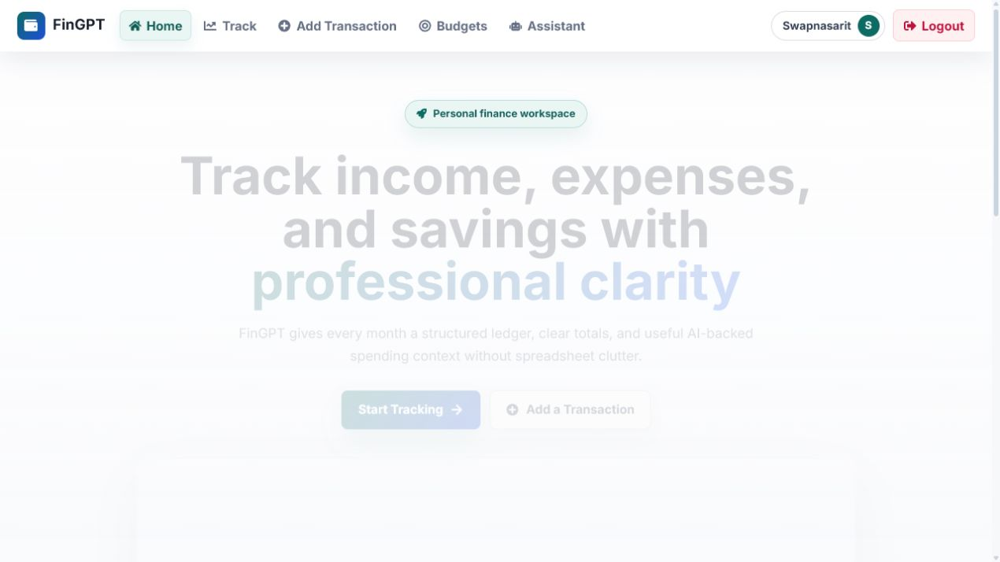 FinGPT
Home
Track
Add Transaction
Budgets
Assistant
Swapnasarit
S
Logout
Personal finance workspace
Track income, expenses,
and savings with
professional clarity
FinGPT gives every month a structured ledger, clear totals, and useful AI-backed
spending context without spreadsheet clutter.
Start Tracking
Add a Transaction